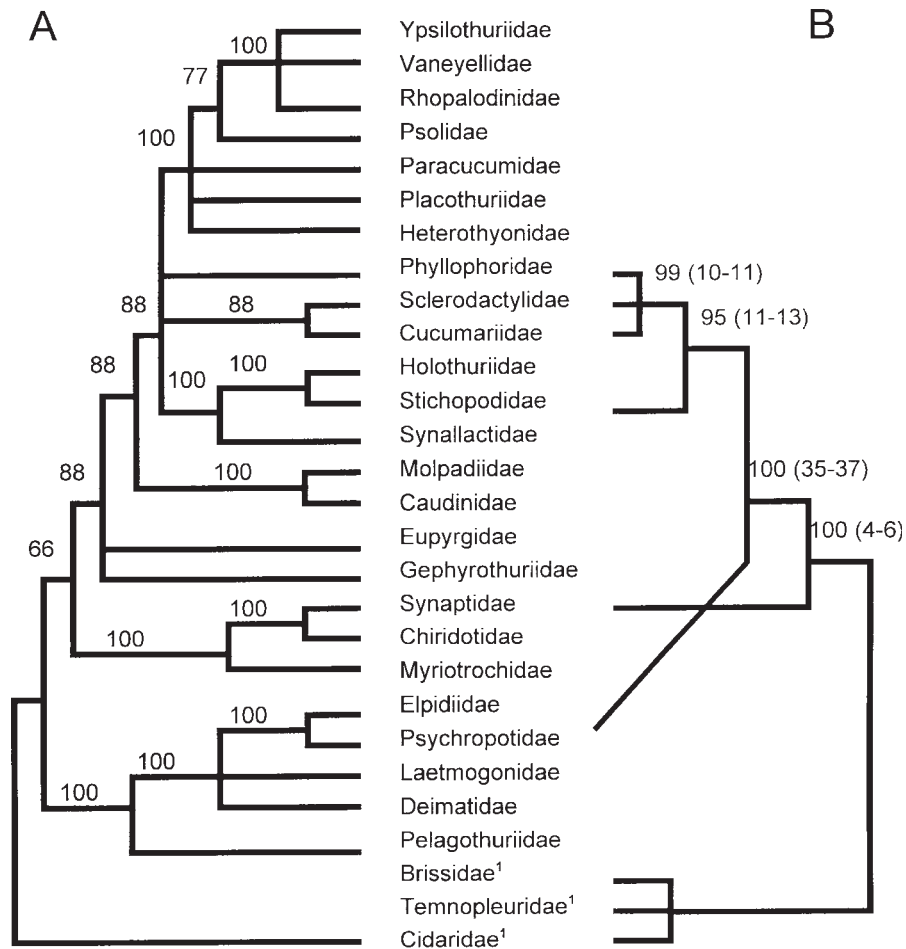 A
B
Ypsilothuriidae
100
Vaneyellidae
77
Rhopalodinidae
Psolidae
100
Paracucumidae
Placothuriidae
Heterothyonidae
Phyllophoridae
99 (10-11)
88
88
Sclerodactylidae
95 (11-13)
Cucumariidae
88
100
Holothuriidae
100
Stichopodidae
Synallactidae
88
100
Molpadiidae
100 (35-37)
Caudinidae
Eupyrgidae
100 (4-6)
66
Gephyrothuriidae
100
Synaptidae
100
Chiridotidae
Myriotrochidae
Elpidiidae
100
Psychropotidae
100
Laetmogonidae
100
Deimatidae
Pelagothuriidae
Brissidae¹
Temnopleuridae¹
Cidaridae¹